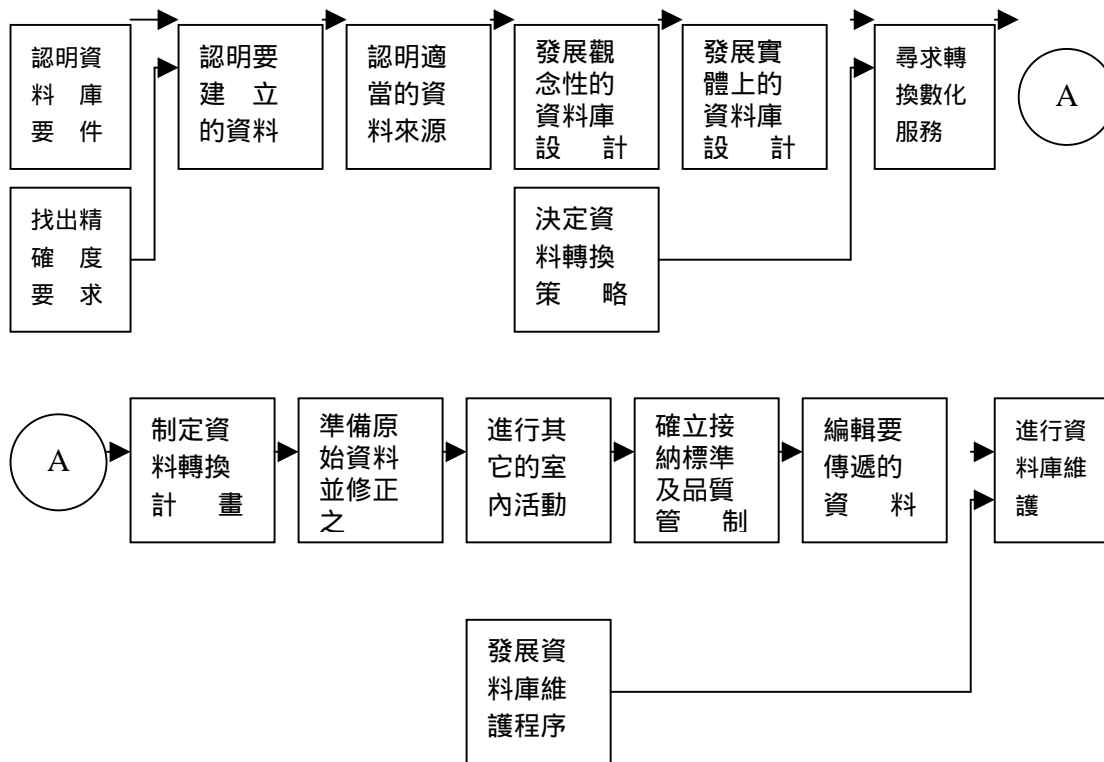 認明資
料庫
要件
認明要
建立
的資料
認明適
當的資
料來源
發展觀
念性的
資料庫
設計
發展實
體上的
資料庫
設計
尋求轉
換數化
服務
A
找出精
確度
要求
決定資
料轉換
策略
A
制定資
料轉換
計畫
準備原
始資料
並修正
之
進行其
它的室
內活動
確立接
納標準
及品質
管制
編輯要
傳遞的
資料
進行資
料庫維
護
發展資
料庫維
護程序